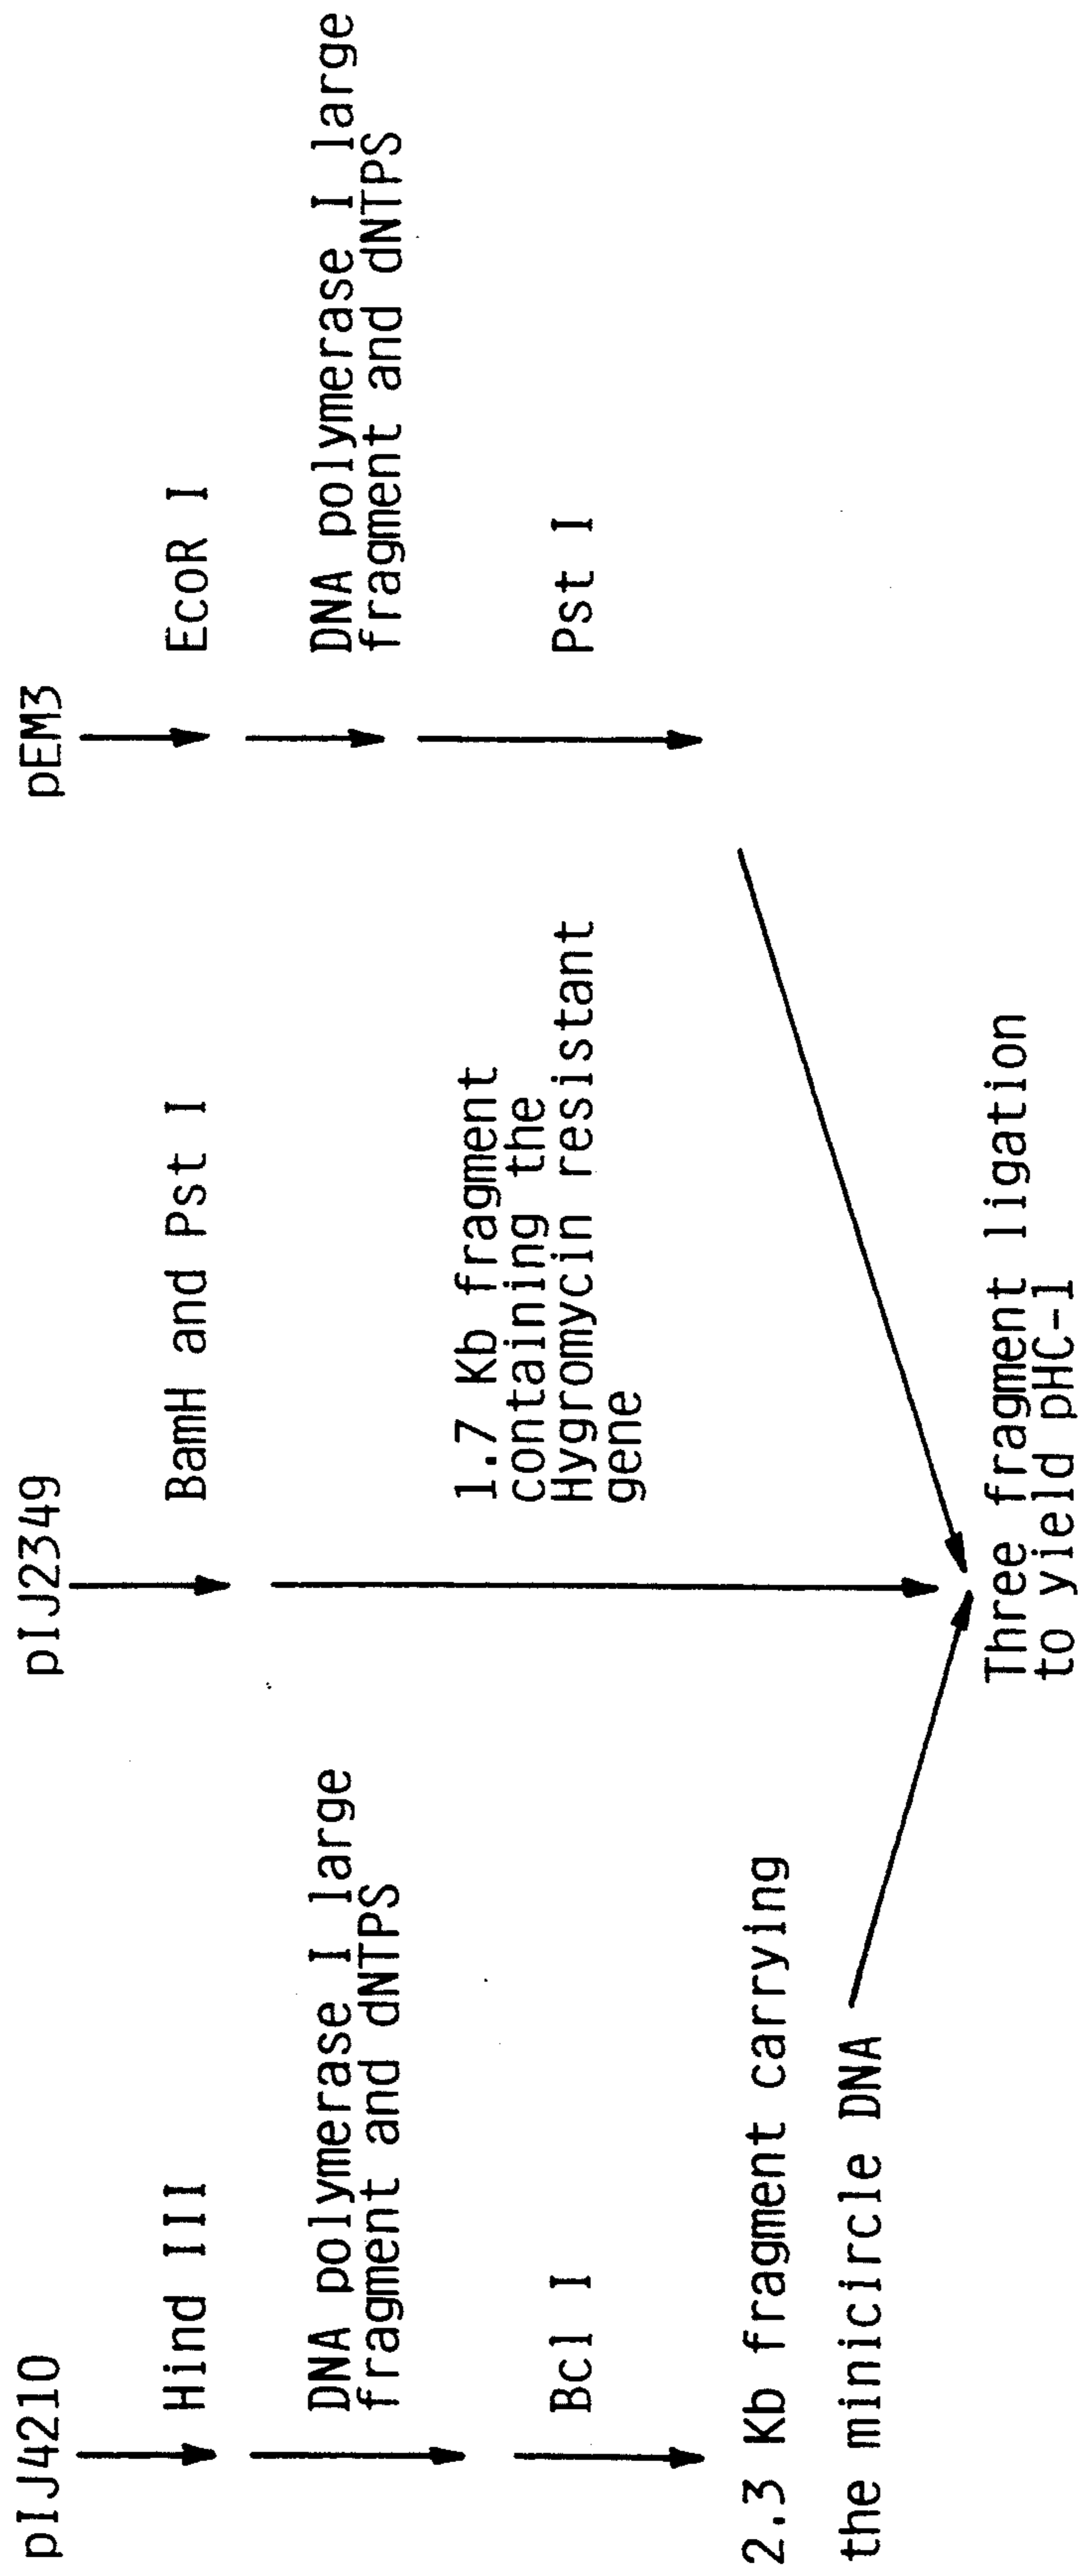 pIJ4210
Hind III
DNA polymerase I large
fragment and dNTPS
Bcl I
2.3 Kb fragment carrying
the minicircle DNA
pIJ2349
BamH and Pst I
1.7 Kb fragment
containing the
Hygromycin resistant
gene
pEM3
EcoR I
DNA polymerase I large
fragment and dNTPS
Pst I
Three fragment ligation
to yield pHC-1